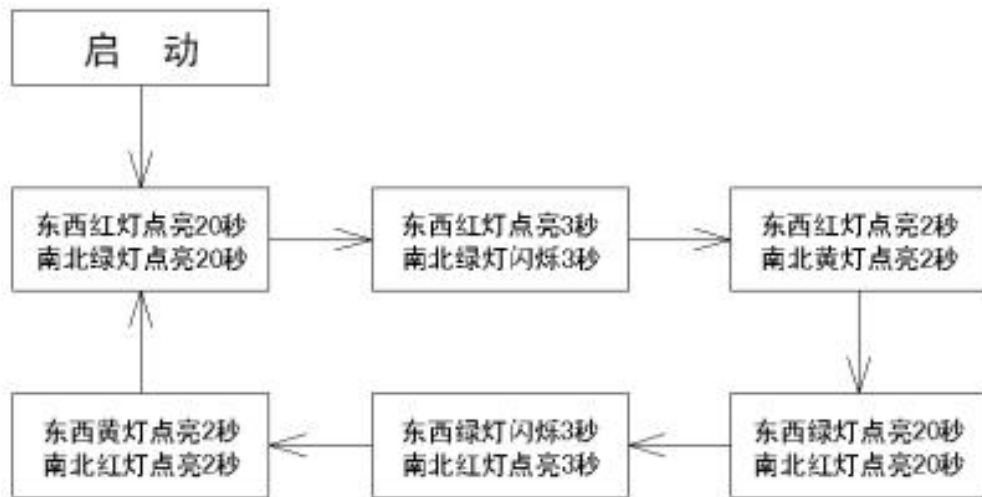 启 动
东西红灯点亮20秒
南北绿灯点亮20秒
东西红灯点亮3秒
南北绿灯闪烁3秒
东西红灯点亮2秒
南北黄灯点亮2秒
东西黄灯点亮2秒
南北红灯点亮2秒
东西绿灯闪烁3秒
南北红灯点亮3秒
东西绿灯点亮20秒
南北红灯点亮20秒